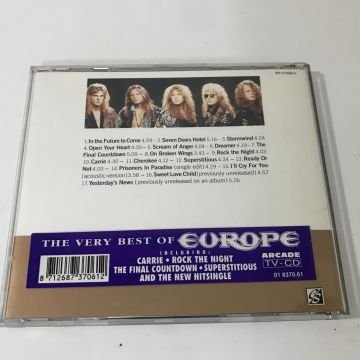 1.In the Future to Come 4.59 - 2.Seven Doors Hotel 5.16 - 3.Stormwind 4.24
4.Open Your Heart 4.00 - 5.Scream of Anger 4.04 - 6.Dreamer 4.19 - 7.The
Final Countdown 5.09 - 8.On Broken Wings 3.43 - 9.Rock the Night 4.03
10.Carrie 4.31 - 11.Cherokee 4.15 - 12.Superstitious 4.34 - 13.Ready Or
Not 4.03 - 14.Prisoners In Paradise (single edit) 4.29 - 15.I'll Cry For You
(acoustic version)3.58 - 16.Sweet Love Child (previously unreleased) 4.57
17.Yesterday's News (previously unreleased on an album) 5.26
THE VERY BEST OF EUROPE
INCLUDING:
CARRIE • ROCK THE NIGHT
THE FINAL COUNTDOWN • SUPERSTITIOUS
AND THE NEW HITSINGLE
ARCADE
TV-CD
01 8370.61
8 712687 370612